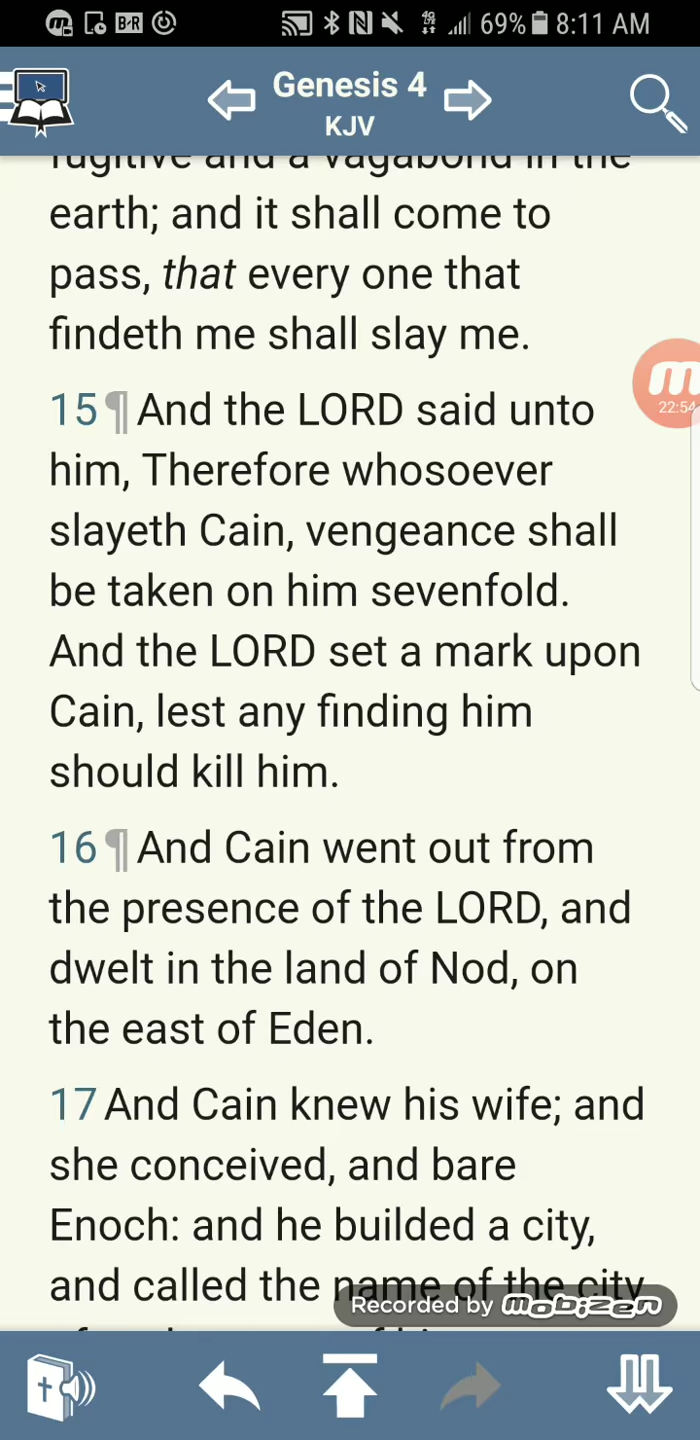 69% 8:11 AM
Genesis 4
KJV
fugitive and a vagabond in the
earth; and it shall come to
pass, that every one that
findeth me shall slay me.
15 ¶ And the LORD said unto
him, Therefore whosoever
slayeth Cain, vengeance shall
be taken on him sevenfold.
And the LORD set a mark upon
Cain, lest any finding him
should kill him.
16 ¶ And Cain went out from
the presence of the LORD, and
dwelt in the land of Nod, on
the east of Eden.
17 And Cain knew his wife; and
she conceived, and bare
Enoch: and he builded a city,
and called the name of the city
22:54
Recorded by mobizen